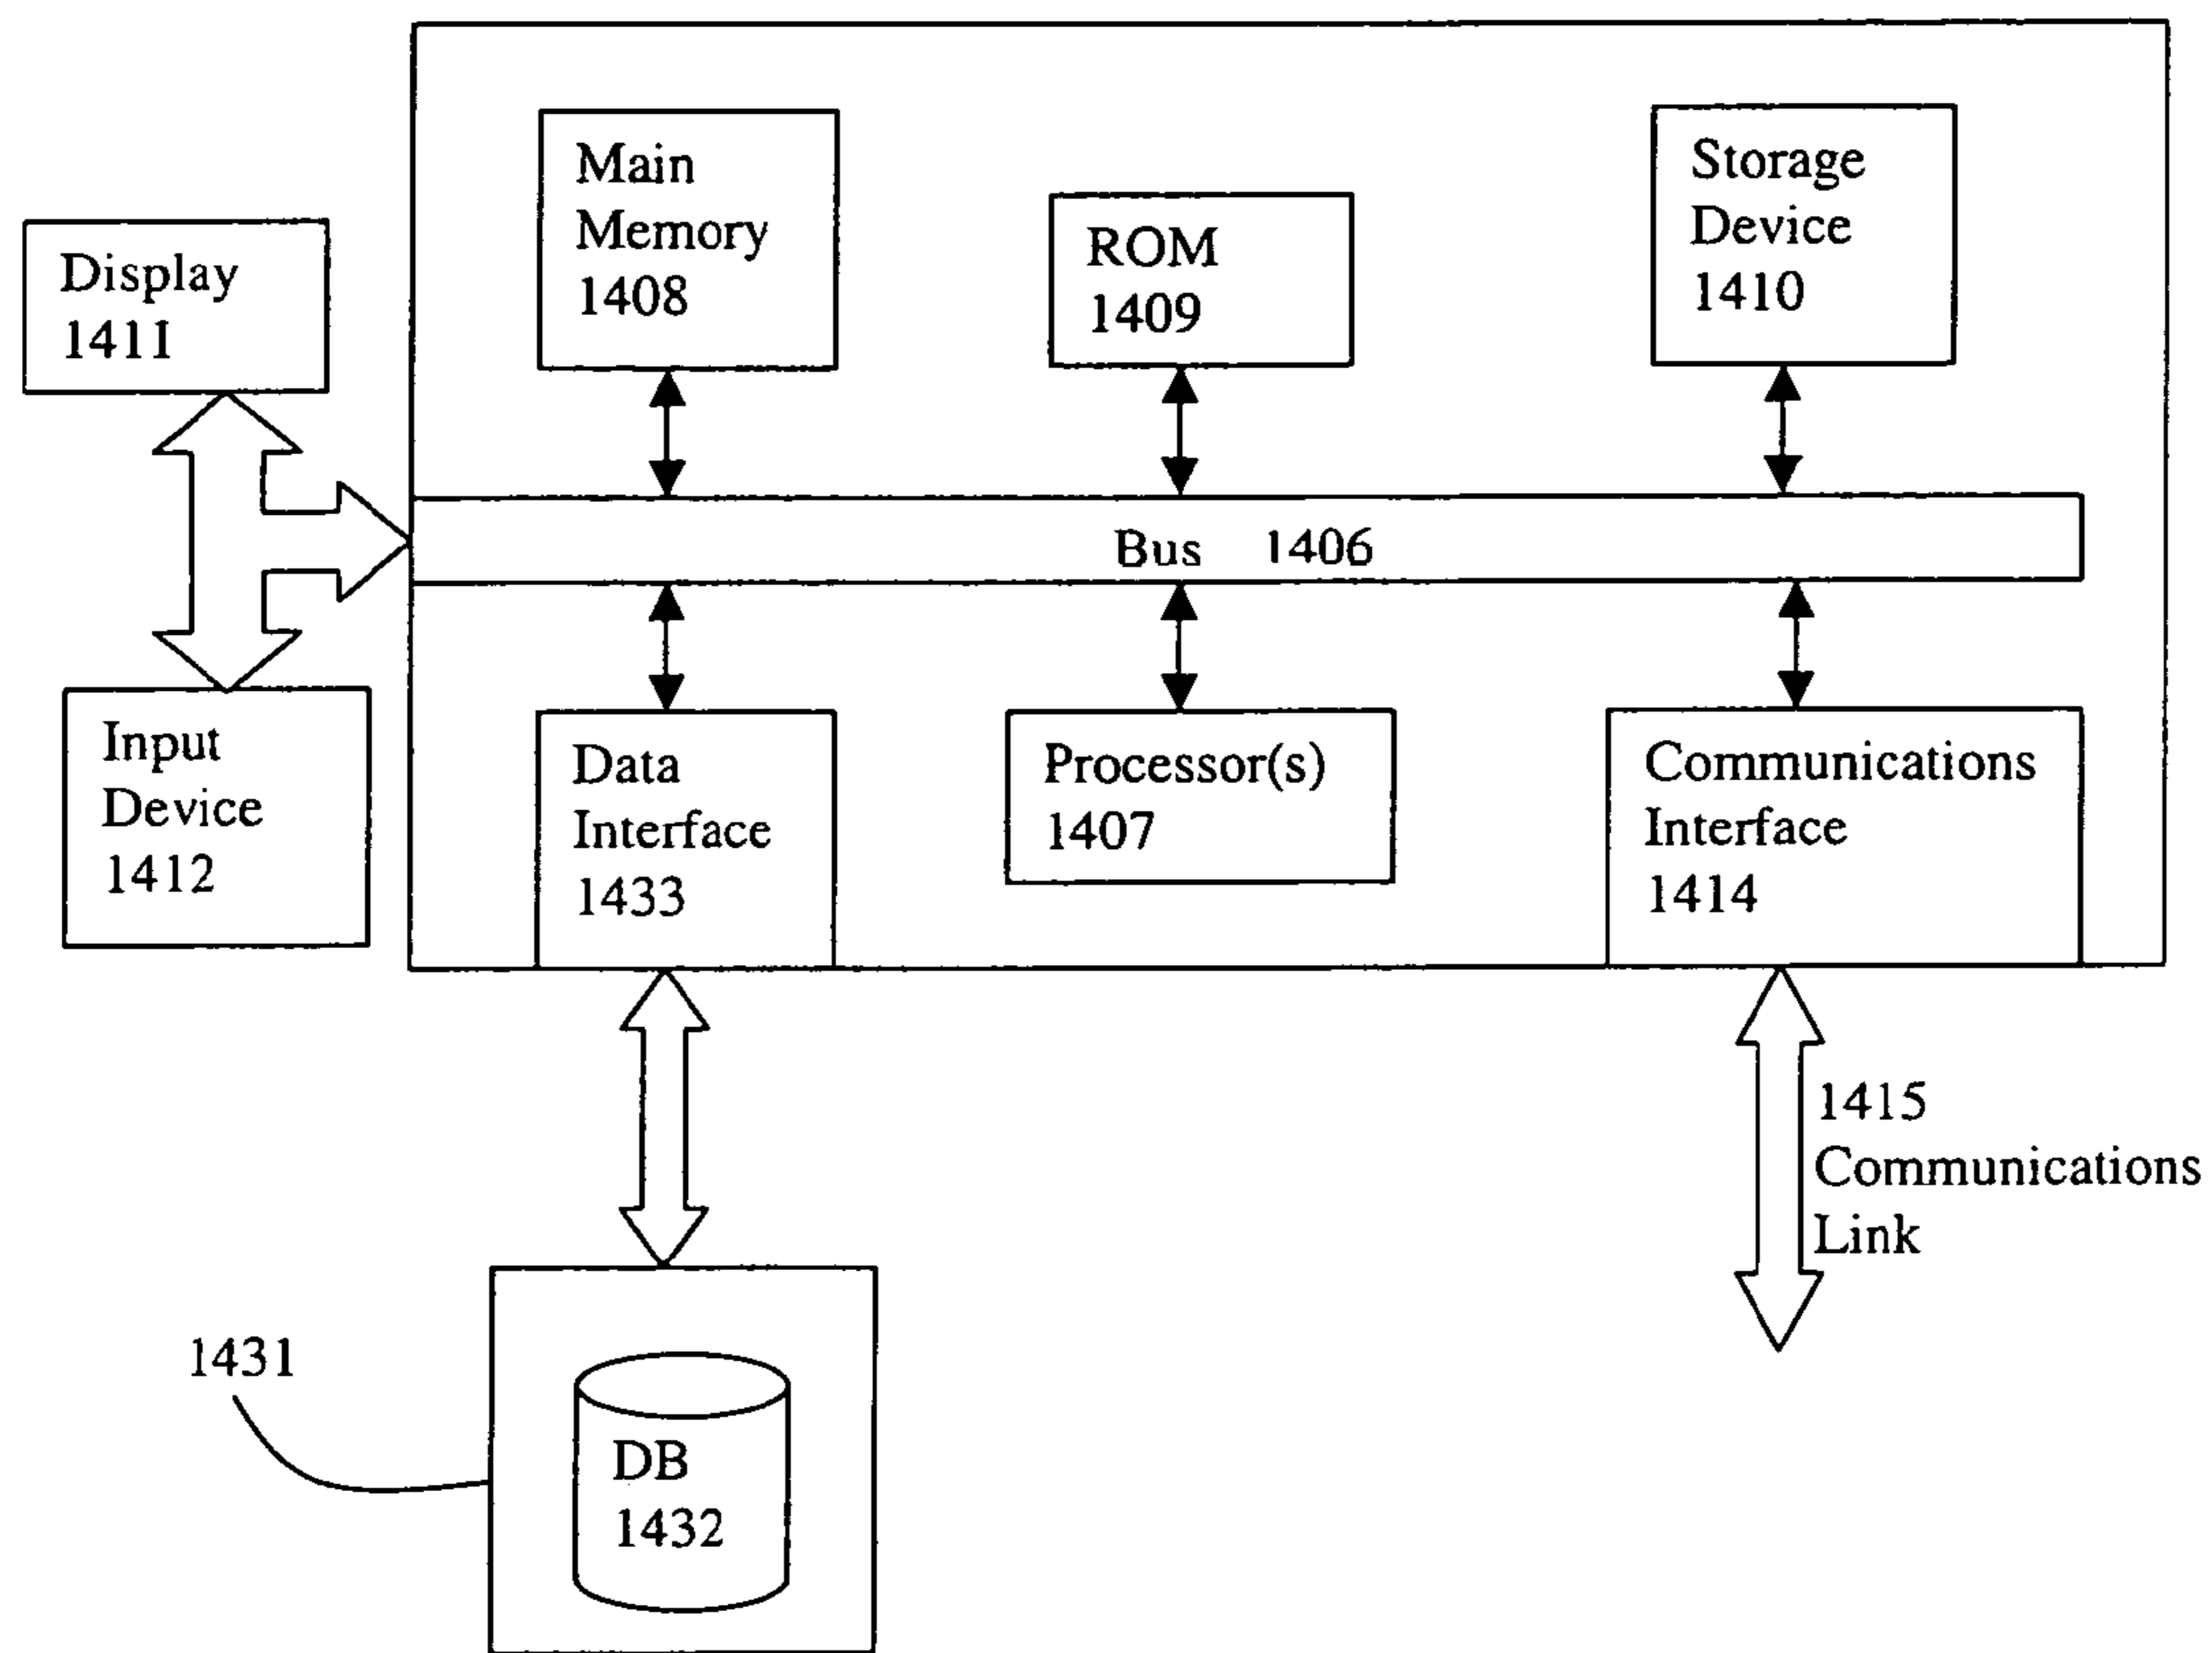 Main
Memory
1408
ROM
1409
Storage
Device
1410
Display
1411
Bus 1406
Input
Device
1412
Data
Interface
1433
Processor(s)
1407
Communications
Interface
1414
1415
Communications
Link
1431
DB
1432